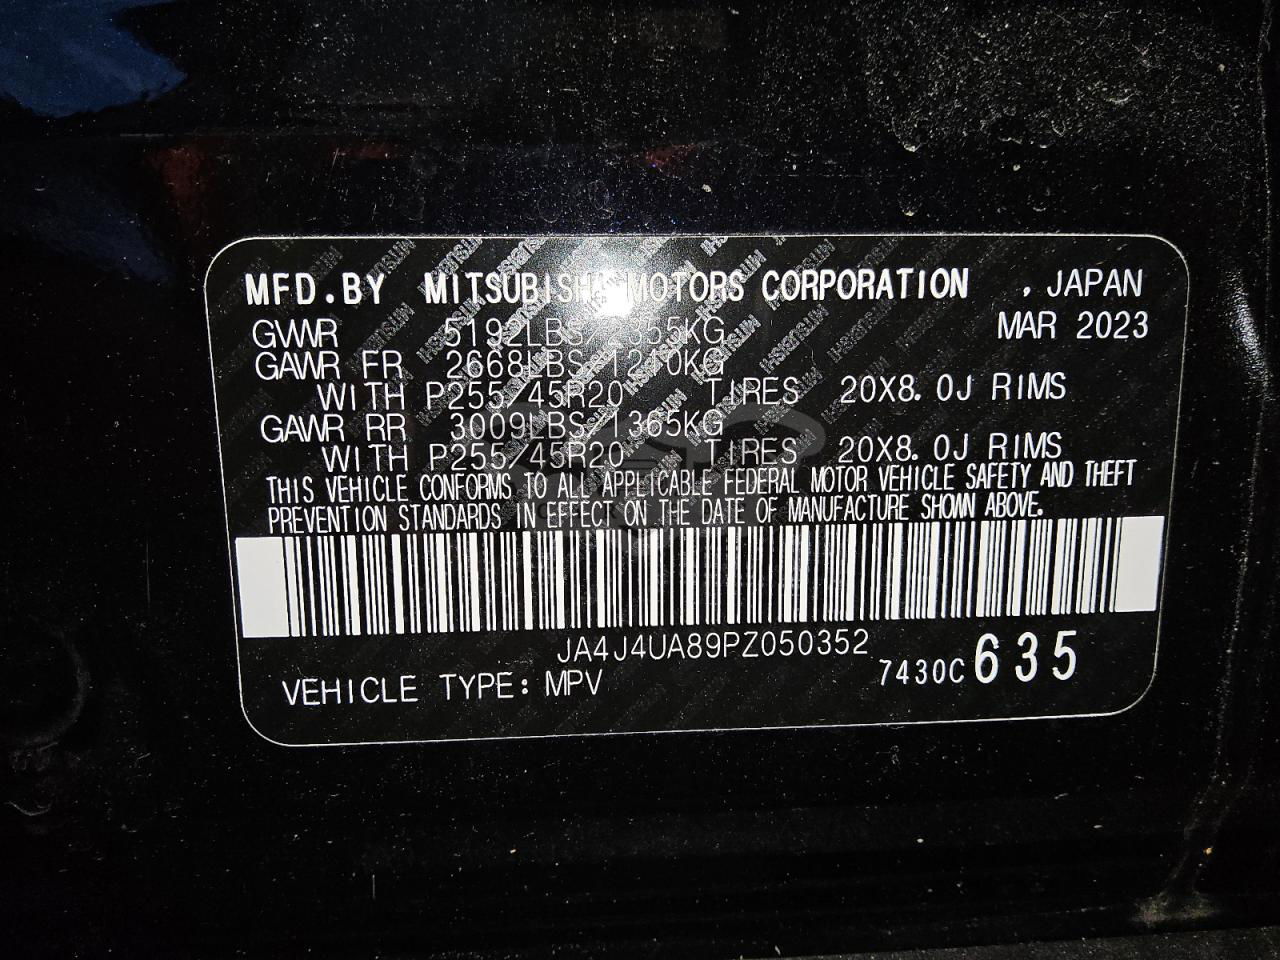 MFD.BY MITSUBISHI MOTORS CORPORATION , JAPAN
GVWR 5192LBS/2355KG MAR 2023
GAWR FR 2668LBS/1210KG
WITH P255/45R20 TIRES 20X8.0J RIMS
GAWR RR 3009LBS/1365KG
WITH P255/45R20 TIRES 20X8.0J RIMS
THIS VEHICLE CONFORMS TO ALL APPLICABLE FEDERAL MOTOR VEHICLE SAFETY AND THEFT
PREVENTION STANDARDS IN EFFECT ON THE DATE OF MANUFACTURE SHOWN ABOVE.
JA4J4UA89PZ050352
VEHICLE TYPE: MPV 7430C 635